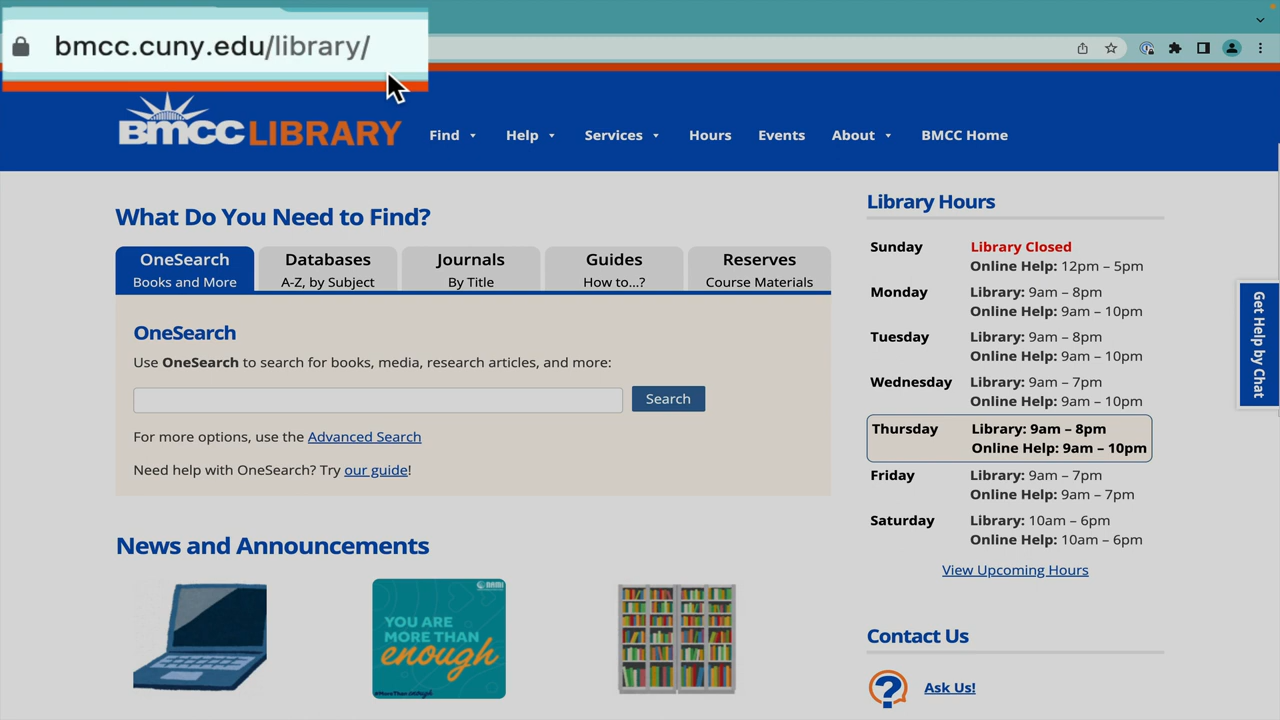 bmcc.cuny.edu/library/
BMCC LIBRARY
Find
Help
Services
Hours
Events
About
BMCC Home
What Do You Need to Find?
OneSearch
Books and More
Databases
A-Z, by Subject
Journals
By Title
Guides
How to...?
Reserves
Course Materials
OneSearch
Use OneSearch to search for books, media, research articles, and more:
Search
For more options, use the Advanced Search
Need help with OneSearch? Try our guide!
News and Announcements
NAMI
YOU ARE
MORE THAN
enough
#MoreThanEnough
Library Hours
Sunday
Library Closed
Online Help: 12pm – 5pm
Monday
Library: 9am – 8pm
Online Help: 9am – 10pm
Tuesday
Library: 9am – 8pm
Online Help: 9am – 10pm
Wednesday
Library: 9am – 7pm
Online Help: 9am – 10pm
Thursday
Library: 9am – 8pm
Online Help: 9am – 10pm
Friday
Library: 9am – 7pm
Online Help: 9am – 7pm
Saturday
Library: 10am – 6pm
Online Help: 10am – 6pm
View Upcoming Hours
Contact Us
Ask Us!
Get Help by Chat